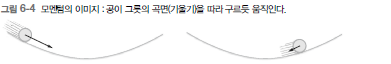 그림 6-4 모멘텀의 이미지 : 공이 그릇의 곡면(기울기)을 따라 구르듯 움직인다.